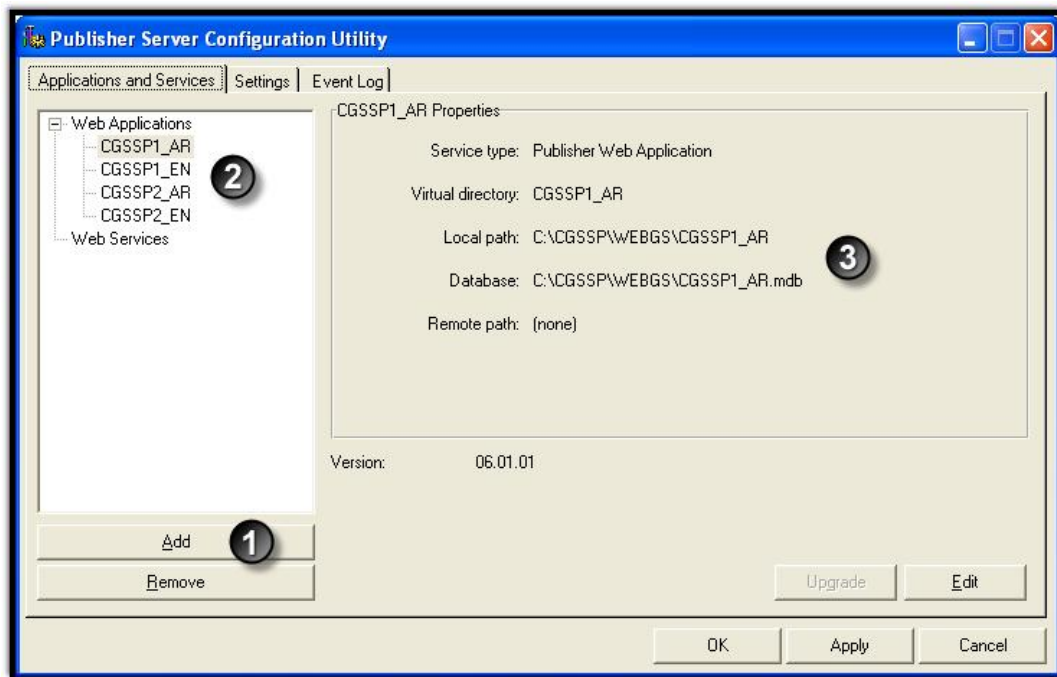 Publisher Server Configuration Utility
Applications and Services Settings Event Log
Web Applications
CGSSP1_AR
CGSSP1_EN
CGSSP2_AR
CGSSP2_EN
Web Services
2
Add
1
Remove
CGSSP1_AR Properties
Service type: Publisher Web Application
Virtual directory: CGSSP1_AR
Local path: C:\CGSSP\WEBGS\CGSSP1_AR
Database: C:\CGSSP\WEBGS\CGSSP1_AR.mdb
Remote path: (none)
3
Version: 06.01.01
Upgrade Edit
OK Apply Cancel